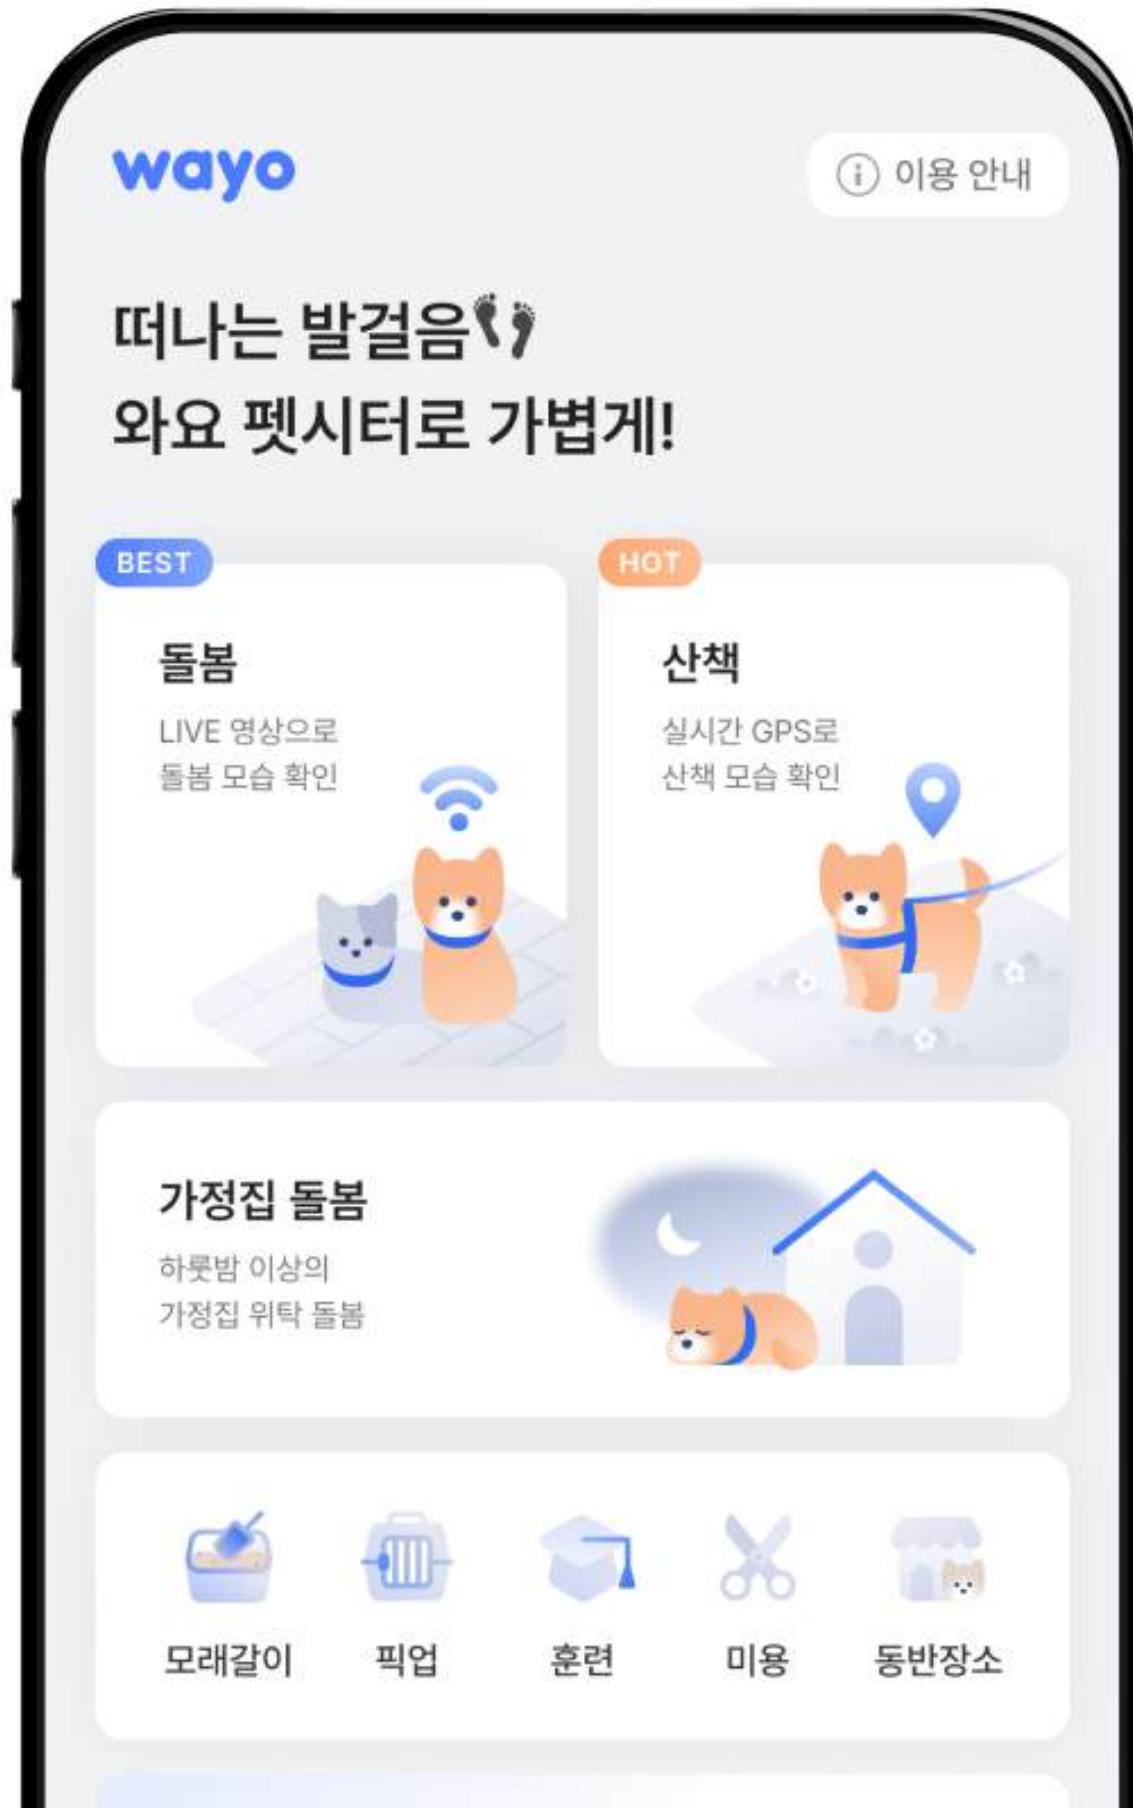 wayo
이용 안내
떠나는 발걸음
와요 펫시터로 가볍게!
BEST
돌봄
LIVE 영상으로
돌봄 모습 확인
HOT
산책
실시간 GPS로
산책 모습 확인
가정집 돌봄
하룻밤 이상의
가정집 위탁 돌봄
모래갈이
픽업
훈련
미용
동반장소